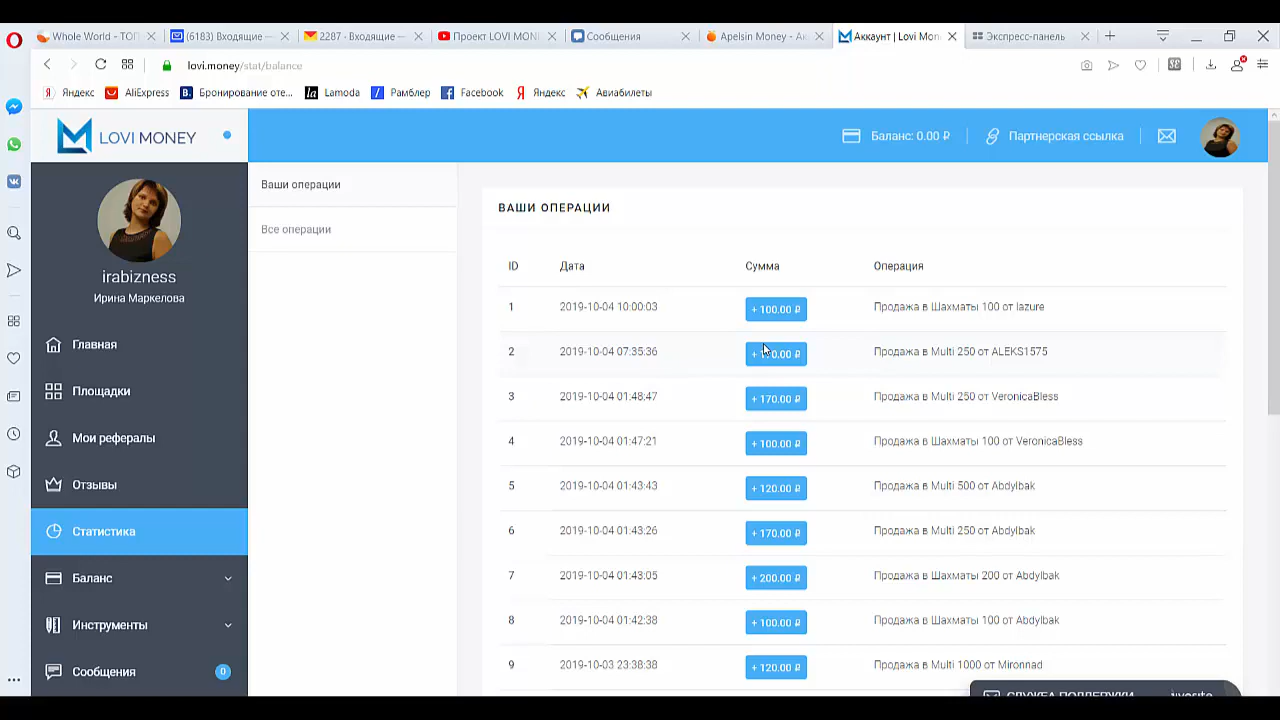 Whole World - ТОП
(6183) Входящие —
2287 - Входящие —
Проект LOVI MON
Сообщения
Apelsin Money - Ак
Аккаунт | Lovi Mon
Экспресс-панель
lovi.money/stat/balance
Яндекс
AliExpress
Бронирование оте...
Lamoda
Рамблер
Facebook
Яндекс
Авиабилеты
LOVI MONEY
Баланс: 0.00 ₽
Партнерская ссылка
irabizness
Ирина Маркелова
Главная
Площадки
Мои рефералы
Отзывы
Статистика
Баланс
Инструменты
Сообщения 0
Ваши операции
Все операции
ВАШИ ОПЕРАЦИИ
ID Дата Сумма Операция
1 2019-10-04 10:00:03 + 100.00 ₽ Продажа в Шахматы 100 от lazure
2 2019-10-04 07:35:36 Продажа в Multi 250 от ALEKS1575
3 2019-10-04 01:48:47 + 170.00 ₽ Продажа в Multi 250 от VeronicaBless
4 2019-10-04 01:47:21 + 100.00 ₽ Продажа в Шахматы 100 от VeronicaBless
5 2019-10-04 01:43:43 + 120.00 ₽ Продажа в Multi 500 от Abdylbak
6 2019-10-04 01:43:26 + 170.00 ₽ Продажа в Multi 250 от Abdylbak
7 2019-10-04 01:43:05 + 200.00 ₽ Продажа в Шахматы 200 от Abdylbak
8 2019-10-04 01:42:38 + 100.00 ₽ Продажа в Шахматы 100 от Abdylbak
9 2019-10-03 23:38:38 + 120.00 ₽ Продажа в Multi 1000 от Mironnad
СЛУЖБА ПОДДЕРЖКИ